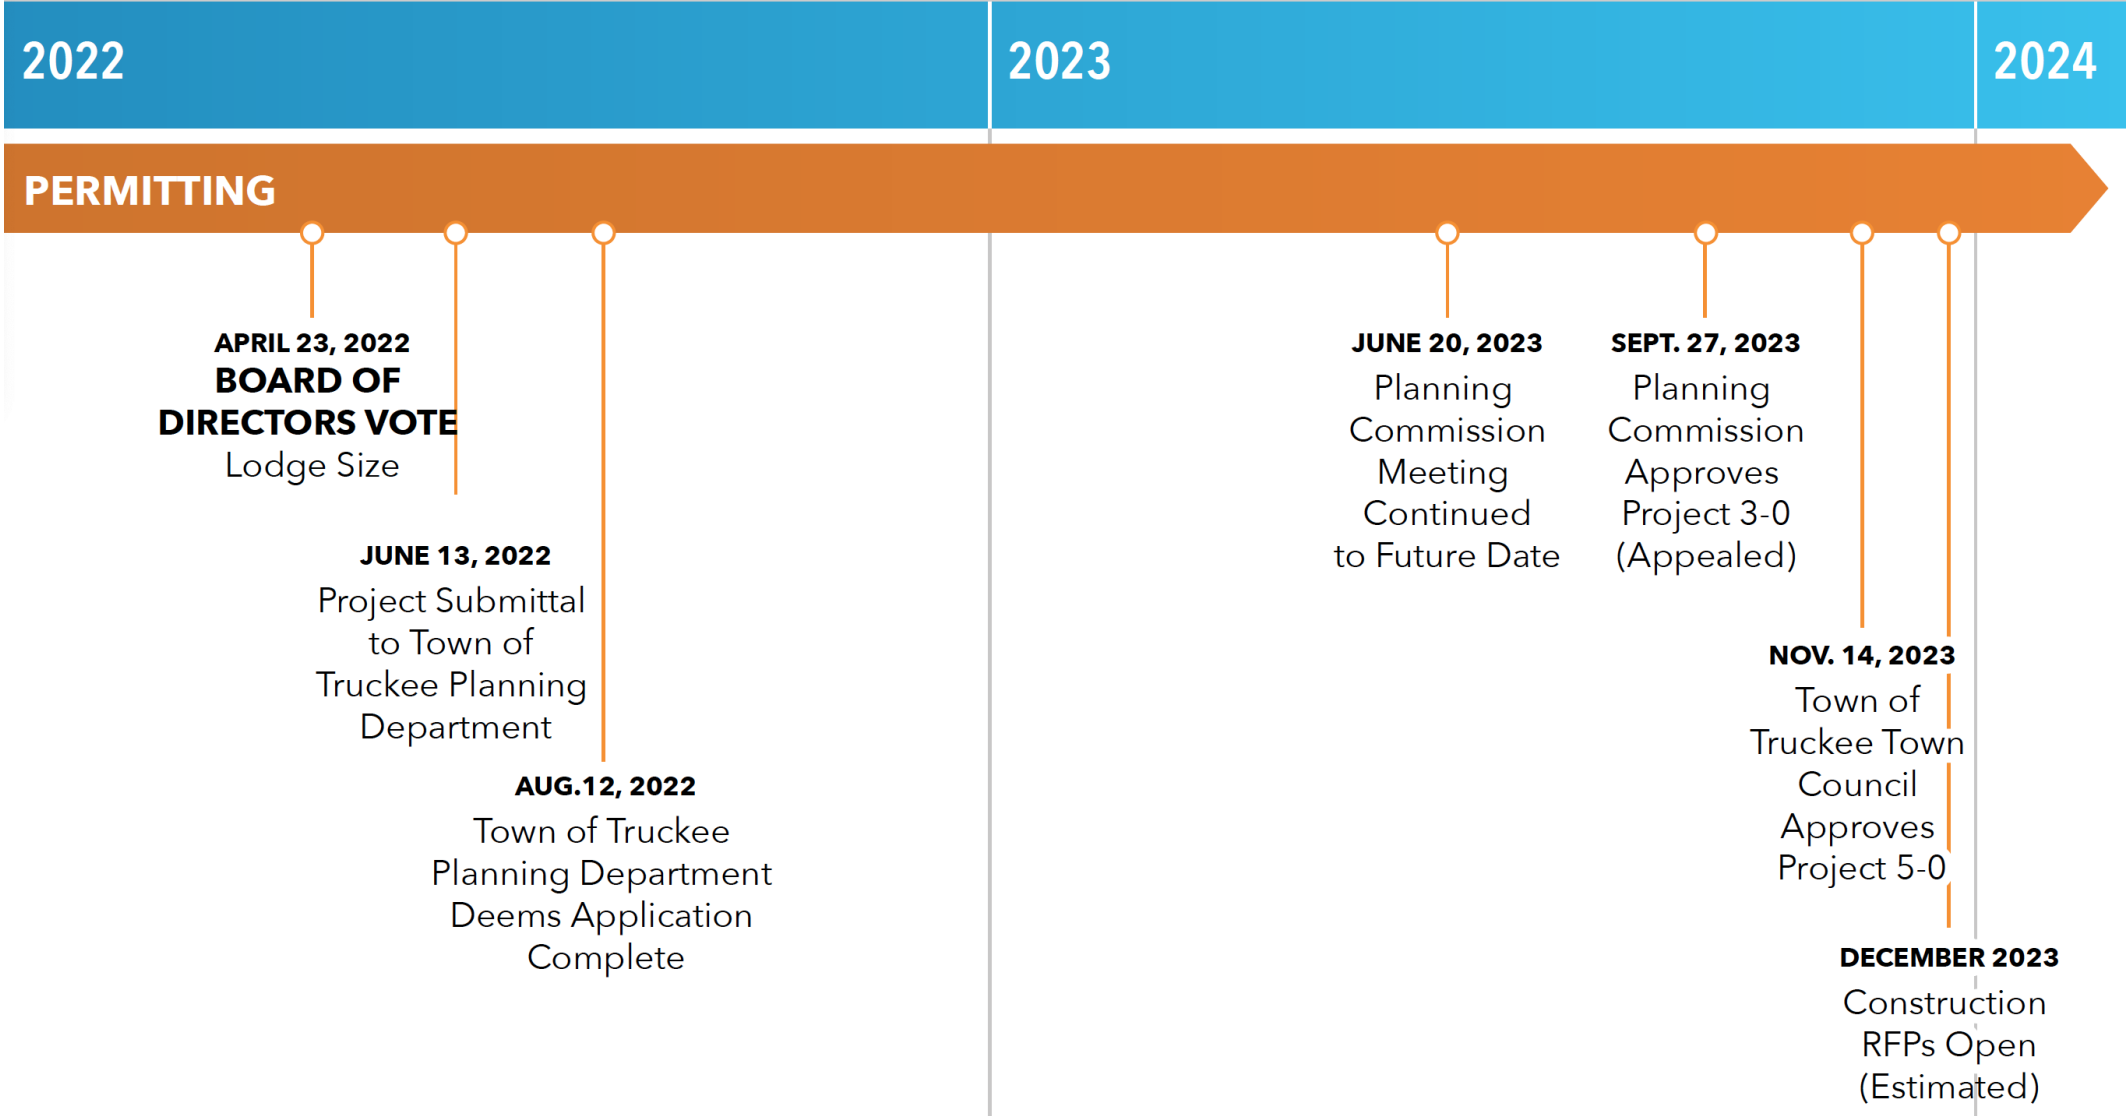 2022
2023
2024
PERMITTING
APRIL 23, 2022
BOARD OF
DIRECTORS VOTE
Lodge Size
JUNE 13, 2022
Project Submittal
to Town of
Truckee Planning
Department
AUG.12, 2022
Town of Truckee
Planning Department
Deems Application
Complete
JUNE 20, 2023
Planning
Commission
Meeting
Continued
to Future Date
SEPT. 27, 2023
Planning
Commission
Approves
Project 3-0
(Appealed)
NOV. 14, 2023
Town of
Truckee Town
Council
Approves
Project 5-0
DECEMBER 2023
Construction
RFPs Open
(Estimated)